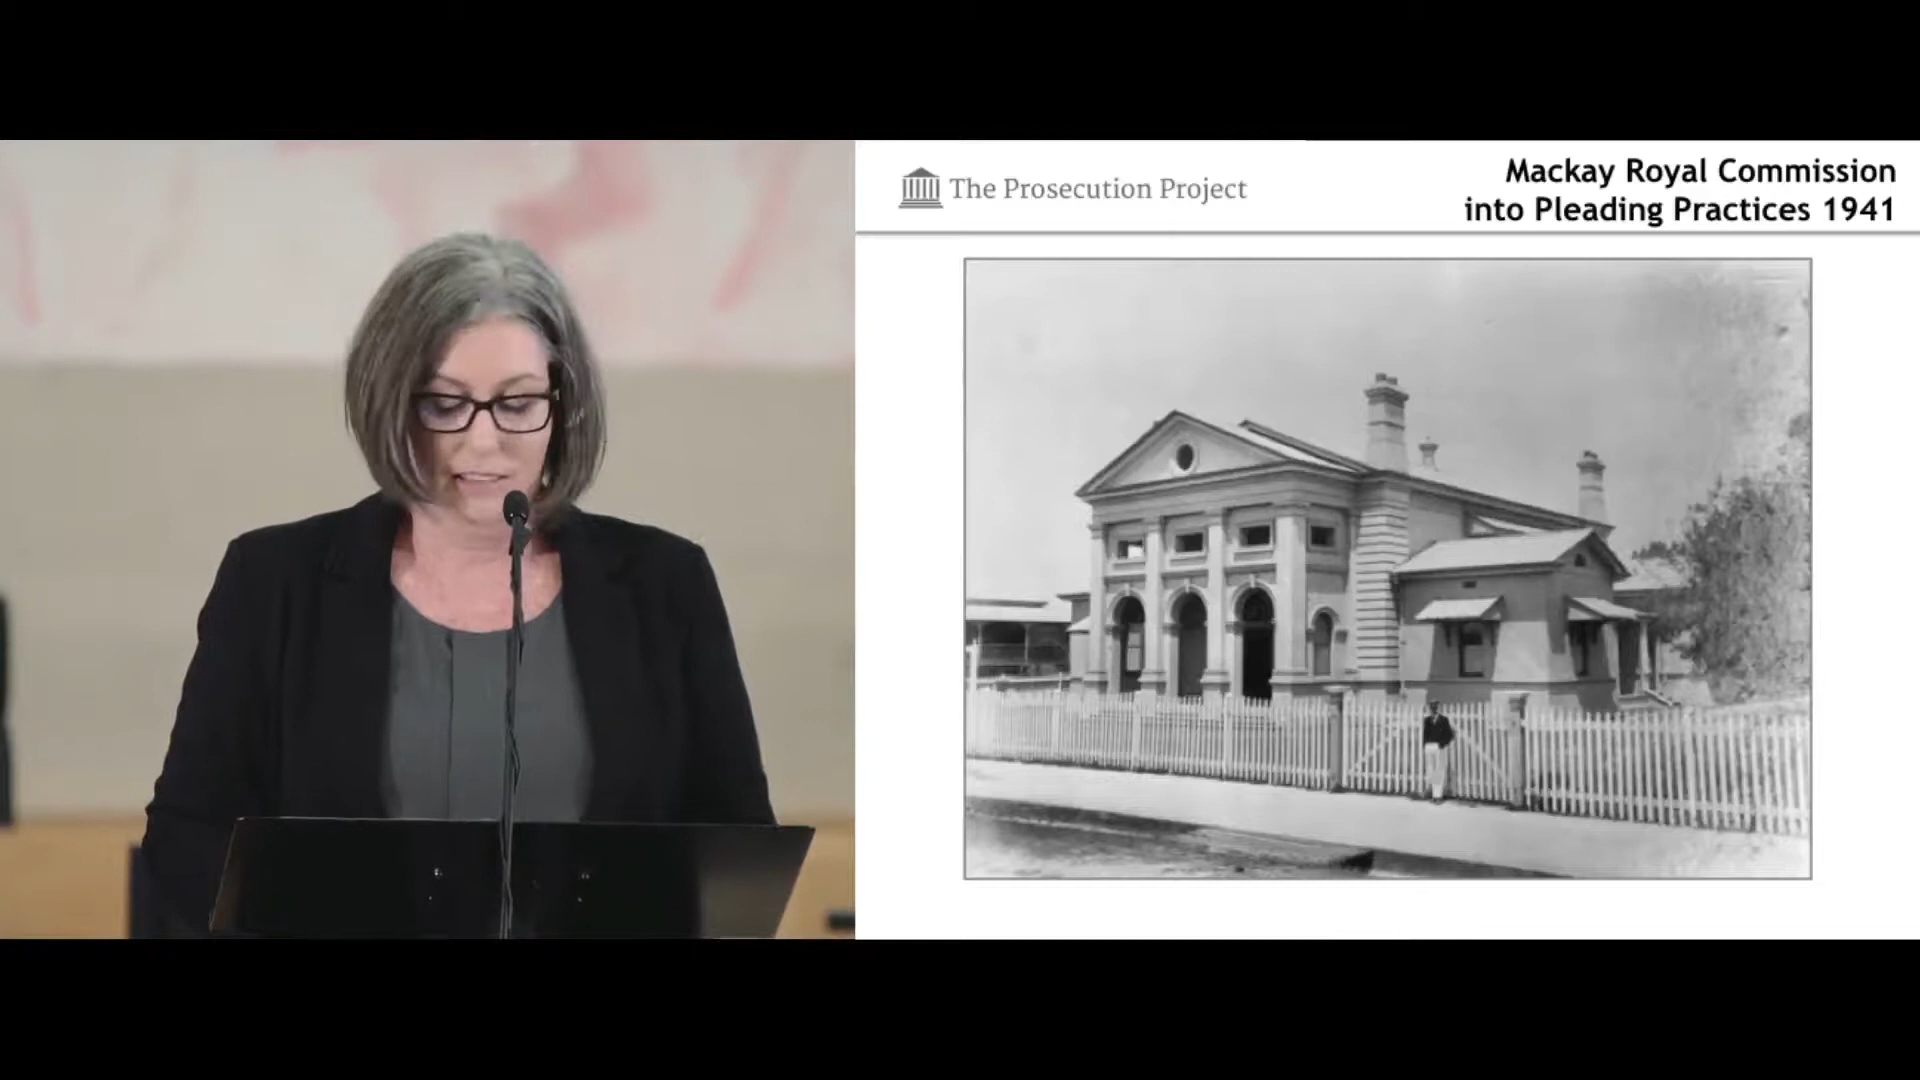 The Prosecution Project
Mackay Royal Commission
into Pleading Practices 1941